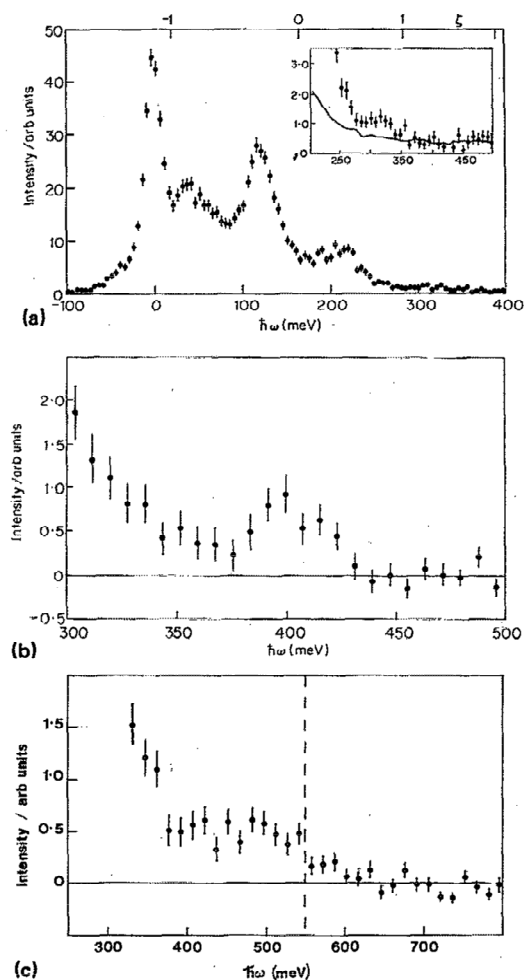 -1 0 1 ζ
50
40
30
20
10
0
Intensity/arb units
-100 0 100 200 300 400
ħω(meV)
(a)
3·0
2·0
1·0
0
250 350 450
2·0
1·5
1·0
0·5
0
-0·5
Intensity/arb units
300 350 400 450 500
ħω(meV)
(b)
1·5
1·0
0·5
0
Intensity / arb units
300 400 500 600 700
ħω (meV)
(c)